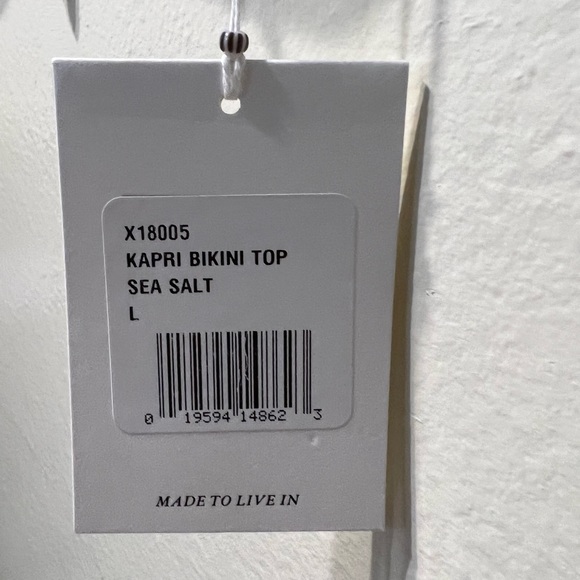 X18005
KAPRI BIKINI TOP
SEA SALT
L
0 19594 14862 3
MADE TO LIVE IN